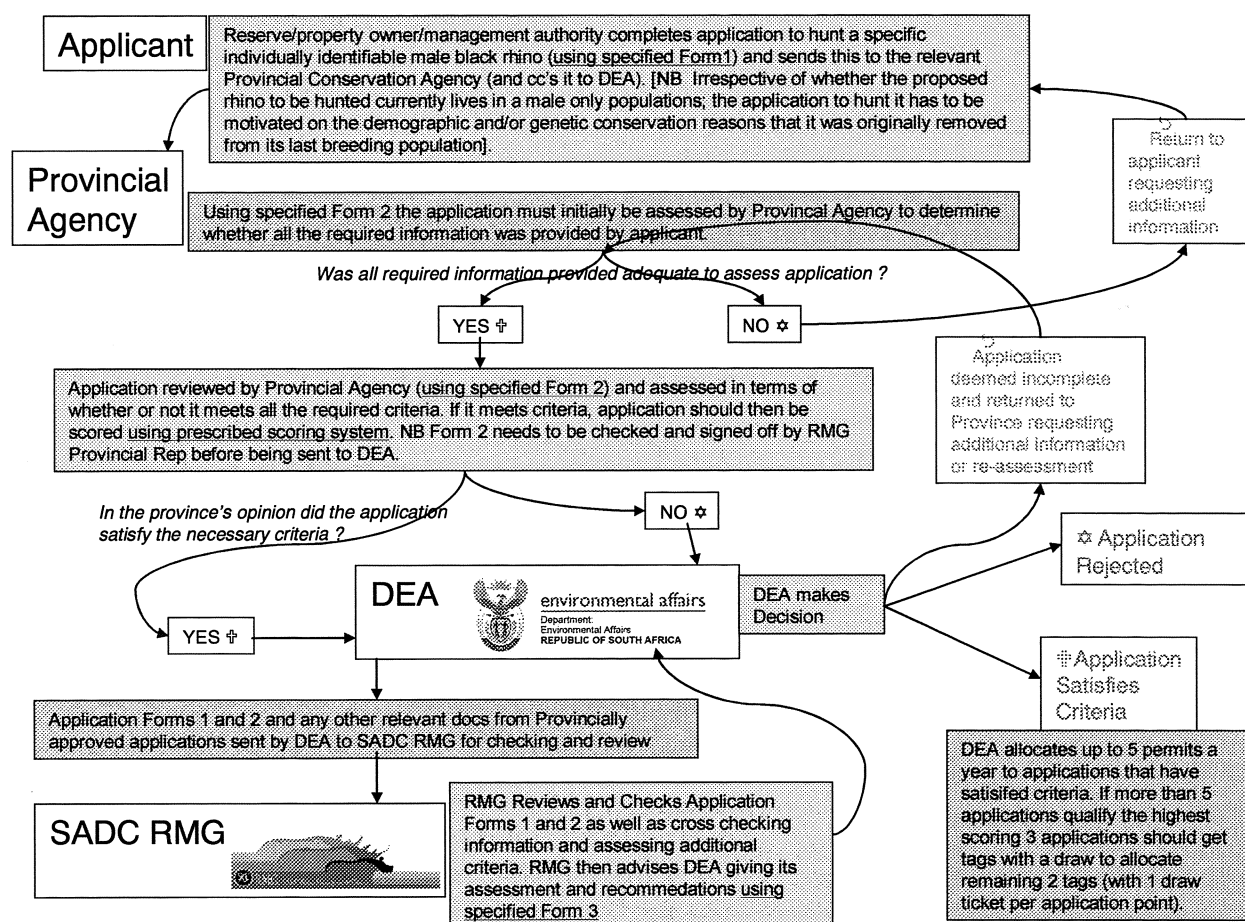 Applicant
Reserve/property owner/management authority completes application to hunt a specific
individually identifiable male black rhino (using specified Form1) and sends this to the relevant
Provincial Conservation Agency (and cc's it to DEA). [NB Irrespective of whether the proposed
rhino to be hunted currently lives in a male only populations; the application to hunt it has to be
motivated on the demographic and/or genetic conservation reasons that it was originally removed
from its last breeding population].
Return to
applicant
requesting
additional
information
Provincial
Agency
Using specified Form 2 the application must initially be assessed by Provincal Agency to determine
whether all the required information was provided by applicant.
Was all required information provided adequate to assess application ?
YES ✞
NO ✡
Application
deemed incomplete
and returned to
Province requesting
additional information
or re-assessment
Application reviewed by Provincial Agency (using specified Form 2) and assessed in terms of
whether or not it meets all the required criteria. If it meets criteria, application should then be
scored using prescribed scoring system. NB Form 2 needs to be checked and signed off by RMG
Provincial Rep before being sent to DEA.
In the province's opinion did the application
satisfy the necessary criteria ?
NO ✡
YES ✞
DEA
environmental affairs
Department:
Environmental Affairs
REPUBLIC OF SOUTH AFRICA
DEA makes
Decision
✡ Application
Rejected
✞Application
Satisfies
Criteria
DEA allocates up to 5 permits a
year to applications that have
satisifed criteria. If more than 5
applications qualify the highest
scoring 3 applications should get
tags with a draw to allocate
remaining 2 tags (with 1 draw
ticket per application point).
Application Forms 1 and 2 and any other relevant docs from Provincially
approved applications sent by DEA to SADC RMG for checking and review
SADC RMG
RMG Reviews and Checks Application
Forms 1 and 2 as well as cross checking
information and assessing additional
criteria. RMG then advises DEA giving its
assessment and recommedations using
specified Form 3